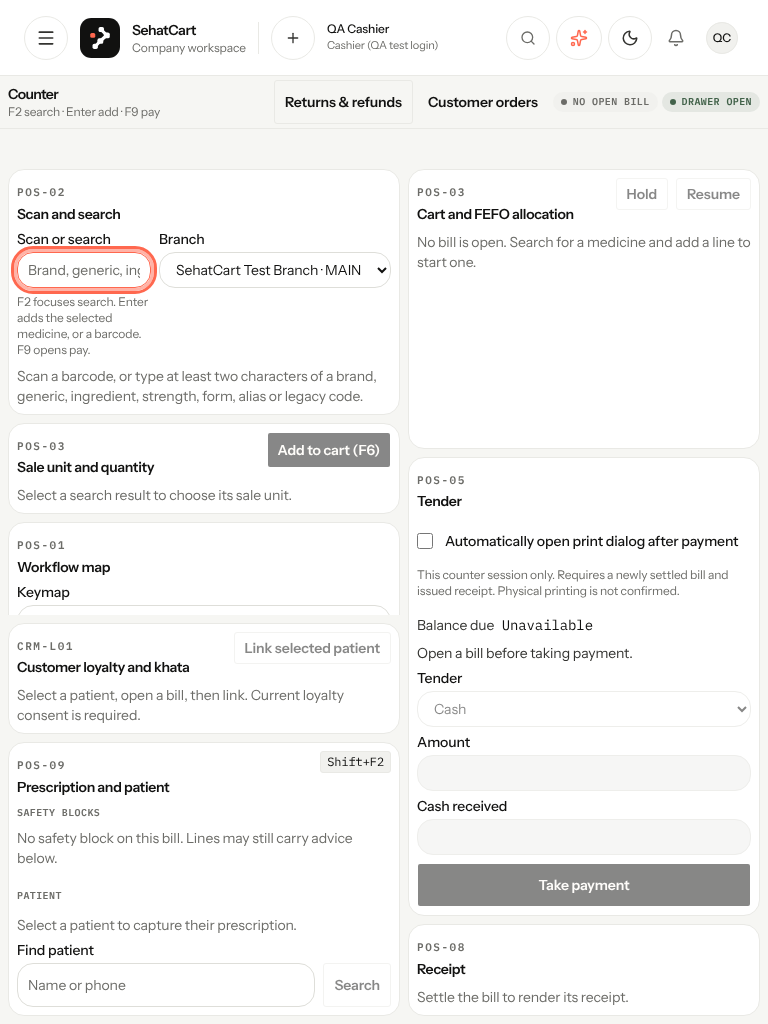 SehatCart
Company workspace
QA Cashier
Cashier (QA test login)
QC
Counter
F2 search · Enter add · F9 pay
Returns & refunds
Customer orders
NO OPEN BILL
DRAWER OPEN
POS-02
Scan and search
Scan or search
Branch
Brand, generic, ing
SehatCart Test Branch · MAIN
F2 focuses search. Enter
adds the selected
medicine, or a barcode.
F9 opens pay.
Scan a barcode, or type at least two characters of a brand,
generic, ingredient, strength, form, alias or legacy code.
POS-03
Sale unit and quantity
Add to cart (F6)
Select a search result to choose its sale unit.
POS-01
Workflow map
Keymap
CRM-L01
Customer loyalty and khata
Link selected patient
Select a patient, open a bill, then link. Current loyalty
consent is required.
POS-09
Shift+F2
Prescription and patient
SAFETY BLOCKS
No safety block on this bill. Lines may still carry advice
below.
PATIENT
Select a patient to capture their prescription.
Find patient
Name or phone
Search
POS-03
Cart and FEFO allocation
Hold
Resume
No bill is open. Search for a medicine and add a line to
start one.
POS-05
Tender
Automatically open print dialog after payment
This counter session only. Requires a newly settled bill and
issued receipt. Physical printing is not confirmed.
Balance due Unavailable
Open a bill before taking payment.
Tender
Cash
Amount
Cash received
Take payment
POS-08
Receipt
Settle the bill to render its receipt.